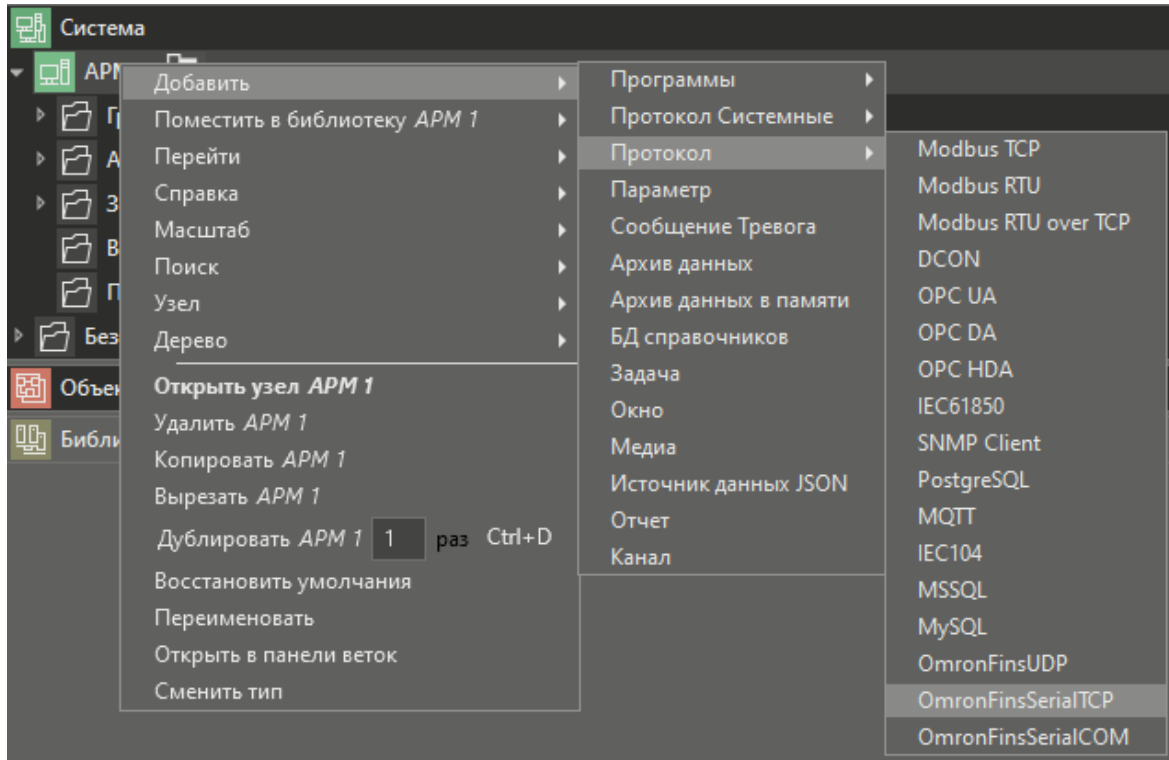 Система
АРМ
Добавить
Поместить в библиотеку АРМ 1
Перейти
Справка
Масштаб
Поиск
Узел
Дерево
Открыть узел АРМ 1
Удалить АРМ 1
Копировать АРМ 1
Вырезать АРМ 1
Дублировать АРМ 1 1 раз Ctrl+D
Восстановить умолчания
Переименовать
Открыть в панели веток
Сменить тип
Программы
Протокол Системные
Протокол
Параметр
Сообщение Тревога
Архив данных
Архив данных в памяти
БД справочников
Задача
Окно
Медиа
Источник данных JSON
Отчет
Канал
Modbus TCP
Modbus RTU
Modbus RTU over TCP
DCON
OPC UA
OPC DA
OPC HDA
IEC61850
SNMP Client
PostgreSQL
MQTT
IEC104
MSSQL
MySQL
OmronFinsUDP
OmronFinsSerialTCP
OmronFinsSerialCOM
Без
Объек
Библи